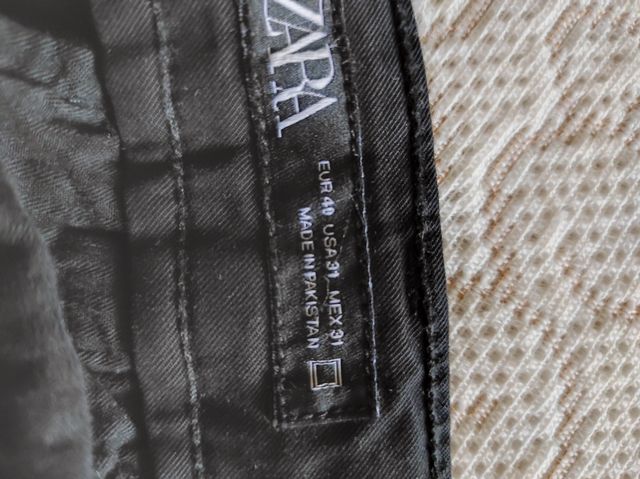 ZARA
EUR 40 USA 31 MEX 31
MADE IN PAKISTAN